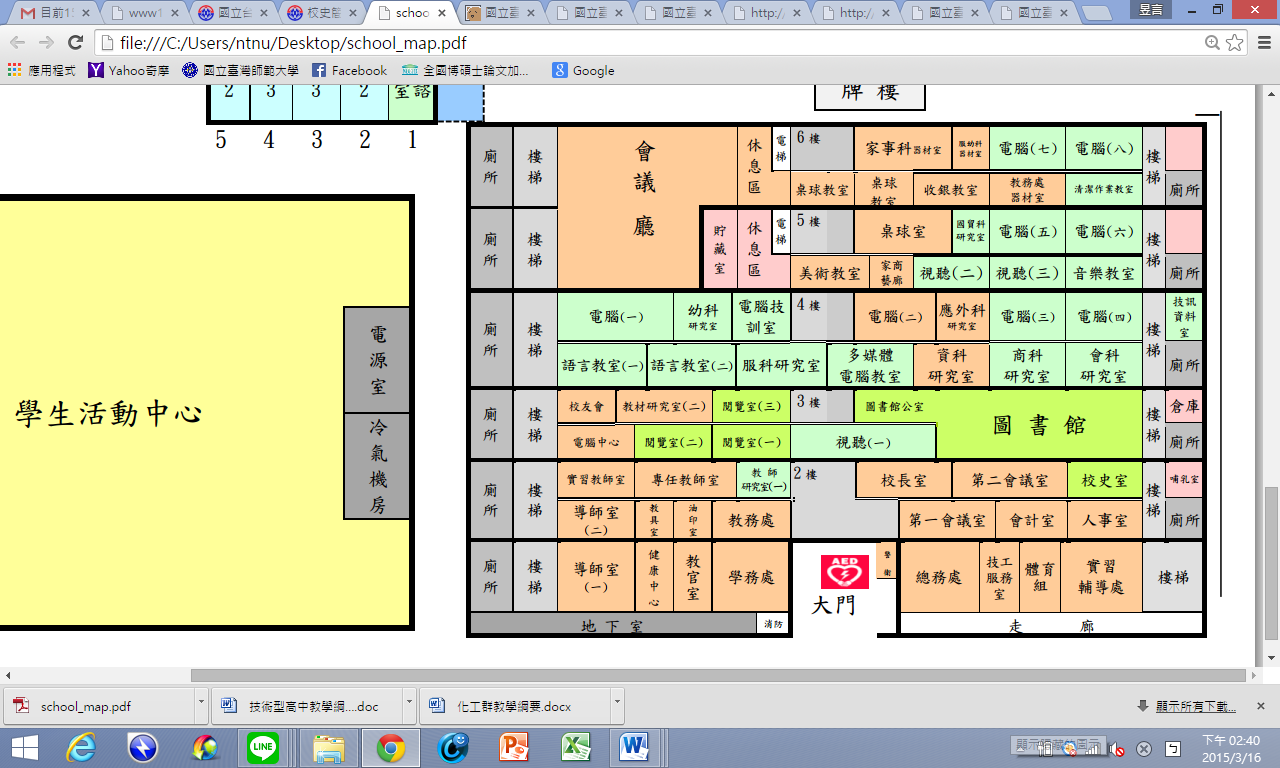 目前15
www1
國立台
校史館
schoo
國立臺
國立臺
國立臺
http:/
http:/
國立臺
國立臺
昱言
file:///C:/Users/ntnu/Desktop/school_map.pdf
應用程式 Yahoo奇摩 國立臺灣師範大學 Facebook 全國博碩士論文加... Google
2 3 3 2 室諮
5 4 3 2 1
牌樓
廁所 樓梯 會議廳 休息區 電梯 6樓 家事科器材室 服幼科器材室 電腦(七) 電腦(八) 樓梯
桌球教室 桌球教室 收銀教室 教務處器材室 清潔作業教室 廁所
廁所 樓梯 貯藏室 休息區 電梯 5樓 桌球室 國貿科研究室 電腦(五) 電腦(六) 樓梯
美術教室 家商藝廊 視聽(二) 視聽(三) 音樂教室 廁所
廁所 樓梯 電腦(一) 幼科研究室 電腦技訓室 4樓 電腦(二) 應外科研究室 電腦(三) 電腦(四) 樓梯 技訊資料室
語言教室(一) 語言教室(二) 服科研究室 多媒體電腦教室 資科研究室 商科研究室 會科研究室 廁所
廁所 樓梯 校友會 教材研究室(二) 閱覽室(三) 3樓 圖書館公室 圖書館 樓梯 倉庫
電腦中心 閱覽室(二) 閱覽室(一) 視聽(一) 廁所
廁所 樓梯 實習教師室 專任教師室 教師研究室(一) 2樓 校長室 第二會議室 校史室 樓梯 哺乳室
導師室(二) 教具室 油印室 教務處 第一會議室 會計室 人事室 廁所
廁所 樓梯 導師室(一) 健康中心 教官室 學務處 AED 大門 警衛 總務處 技工服務室 體育組 實習輔導處 樓梯
地下室 消防 走廊
電源室
冷氣機房
學生活動中心
school_map.pdf 技術型高中教學綱....doc 化工群教學綱要.docx 顯示所有下載...
LINE
下午 02:40
2015/3/16